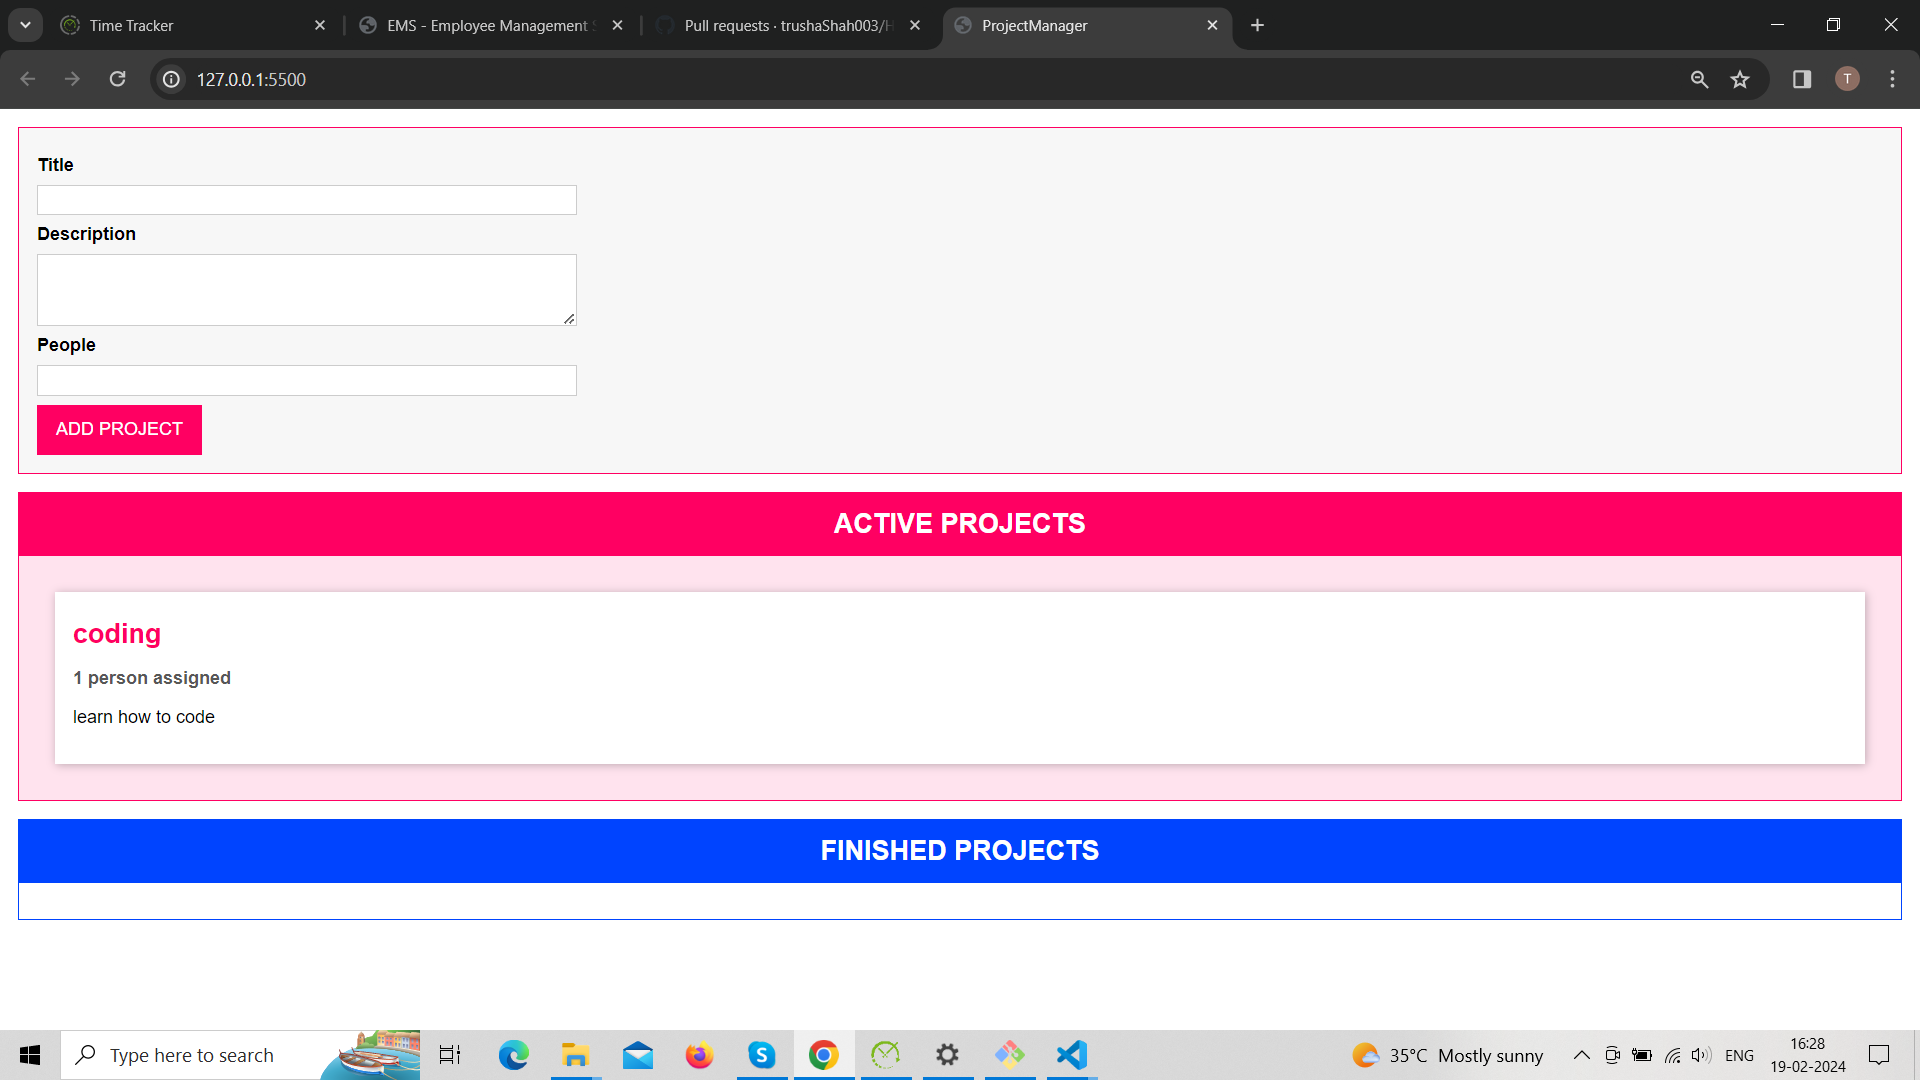 Time Tracker
EMS - Employee Management
Pull requests · trushaShah003/H
ProjectManager
127.0.0.1:5500
T
Title
Description
People
ADD PROJECT
ACTIVE PROJECTS
coding
1 person assigned
learn how to code
FINISHED PROJECTS
Type here to search
S
35°C Mostly sunny
ENG
16:28
19-02-2024